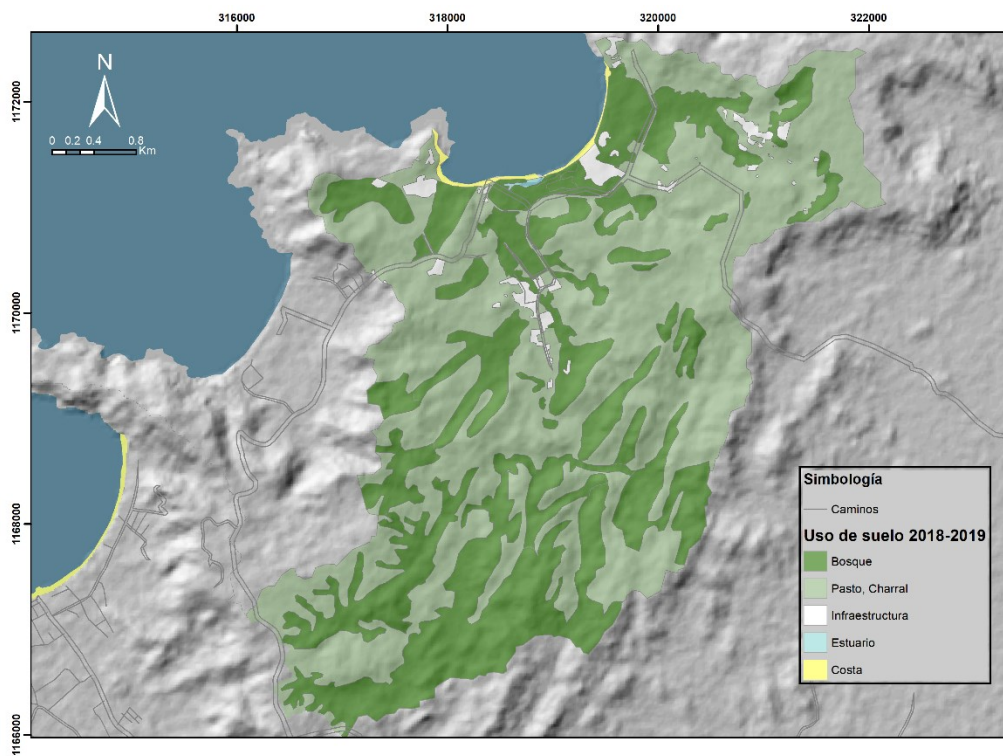 316000 318000 320000 322000
1172000
1170000
1168000
1166000
N
0 0.2 0.4 0.8
Km
Simbología
Caminos
Uso de suelo 2018-2019
Bosque
Pasto, Charral
Infraestructura
Estuario
Costa